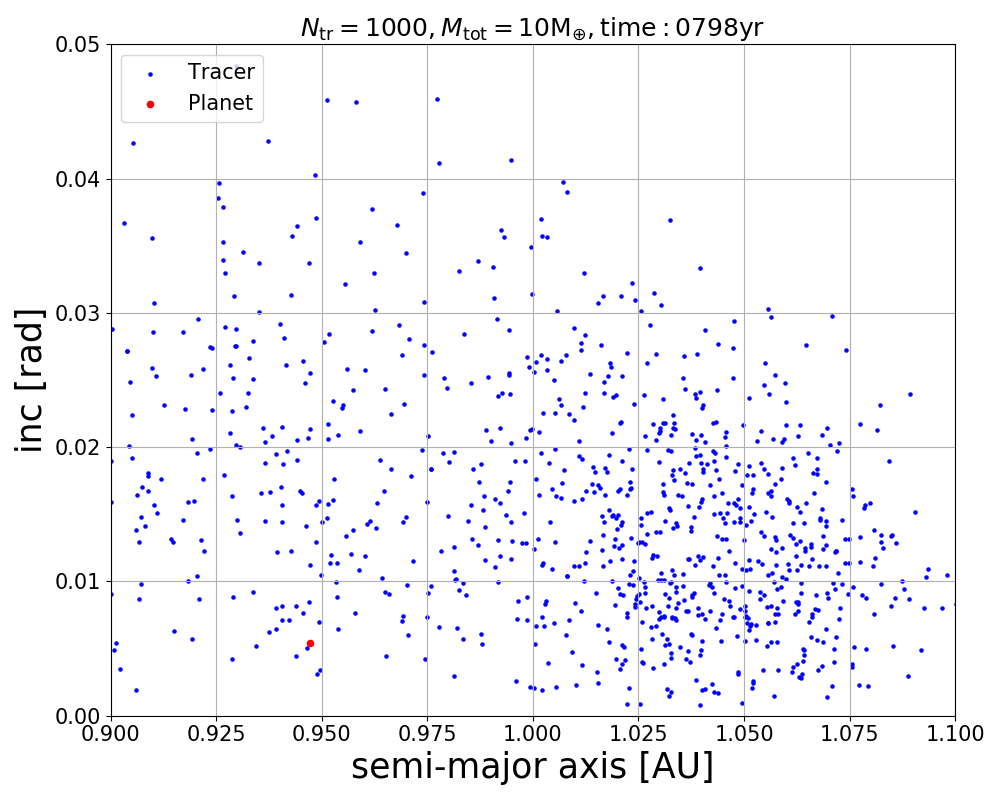 N_tr = 1000, M_tot = 10M_⊕, time : 0798yr
Tracer
Planet
inc [rad]
0.05
0.04
0.03
0.02
0.01
0.00
0.900 0.925 0.950 0.975 1.000 1.025 1.050 1.075 1.100
semi-major axis [AU]